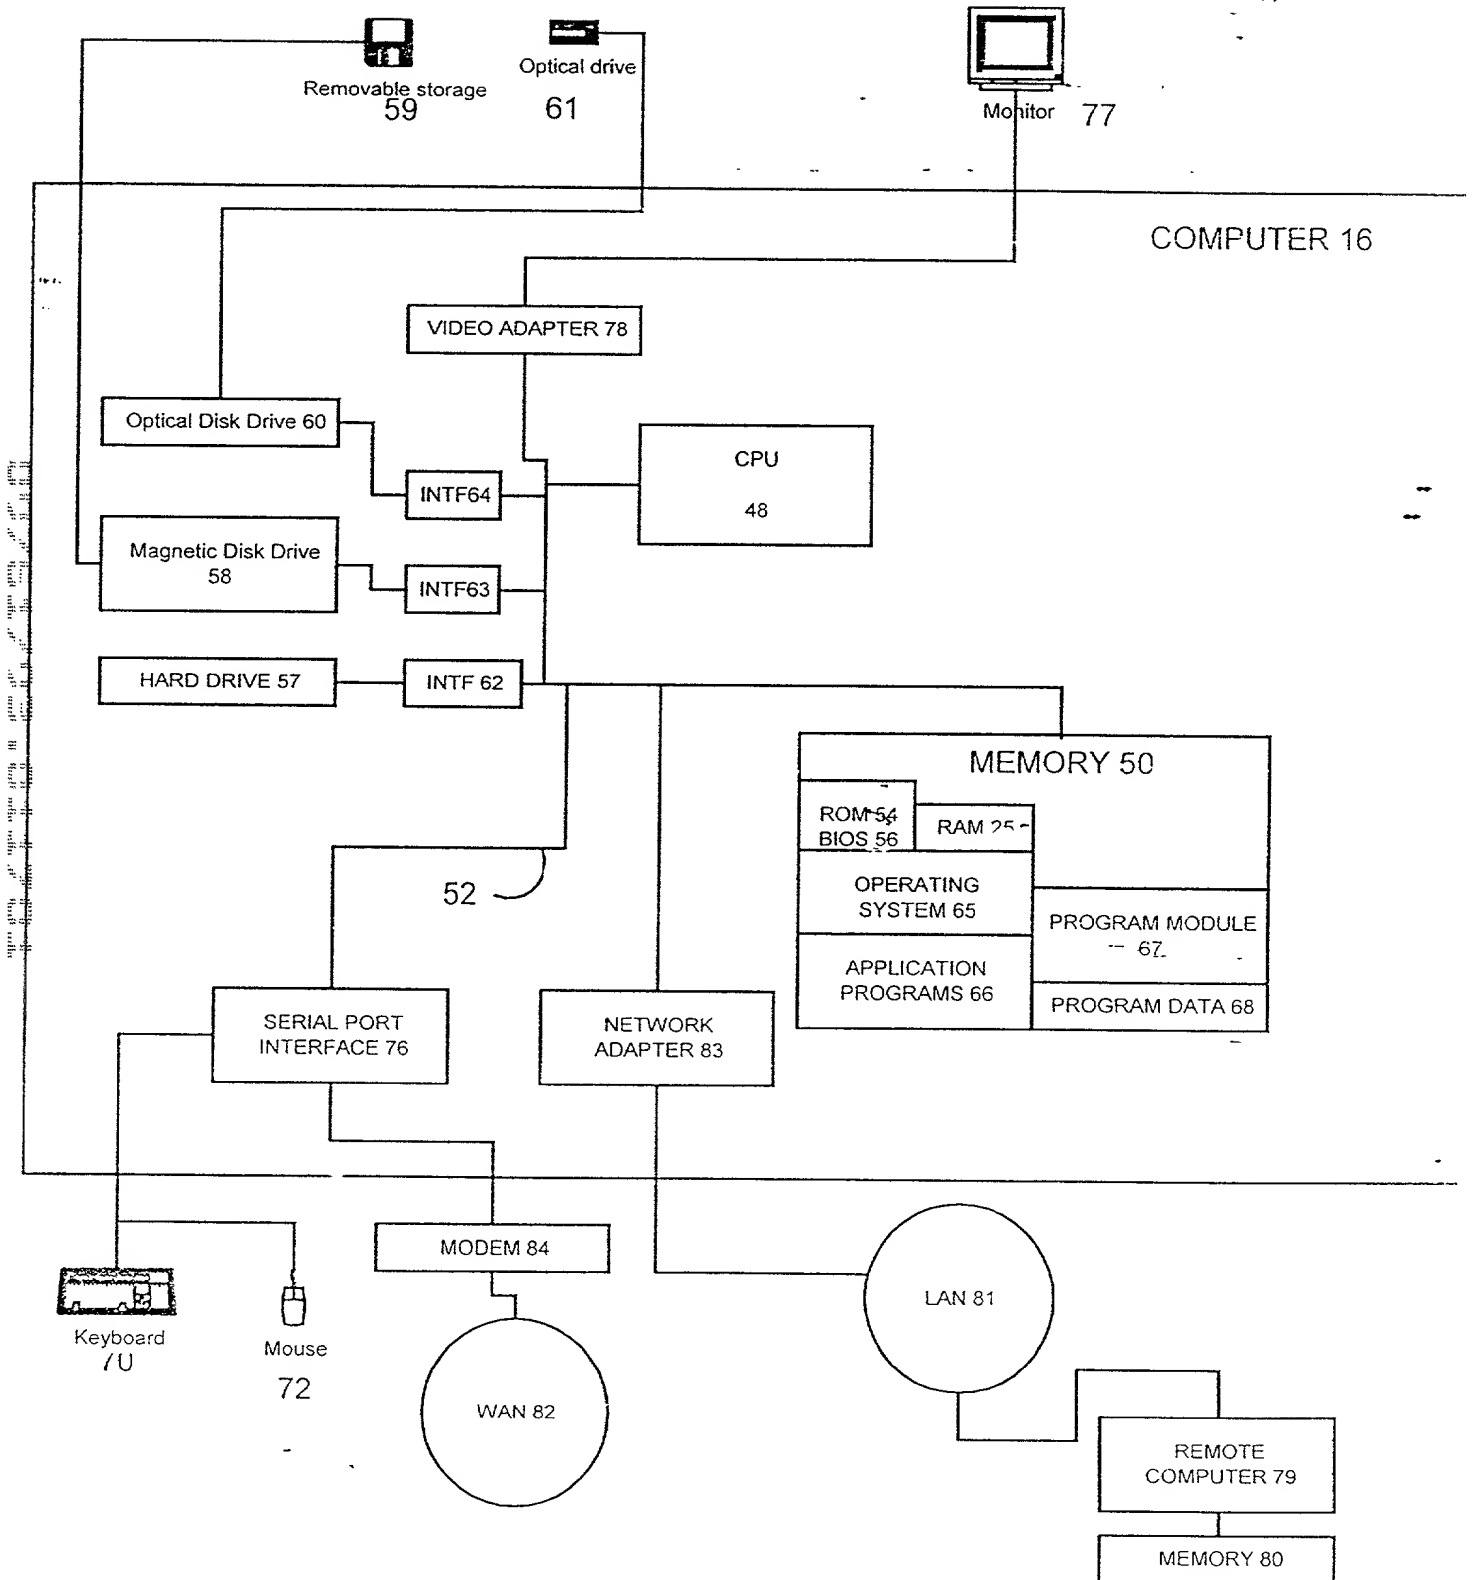 Removable storage
59
Optical drive
61
Monitor 77
COMPUTER 16
VIDEO ADAPTER 78
Optical Disk Drive 60
CPU
48
INTF64
Magnetic Disk Drive
58
INTF63
HARD DRIVE 57
INTF 62
MEMORY 50
ROM 54
BIOS 56
RAM 25
OPERATING
SYSTEM 65
PROGRAM MODULE
67
APPLICATION
PROGRAMS 66
PROGRAM DATA 68
52
SERIAL PORT
INTERFACE 76
NETWORK
ADAPTER 83
MODEM 84
LAN 81
Keyboard
70
Mouse
72
WAN 82
REMOTE
COMPUTER 79
MEMORY 80